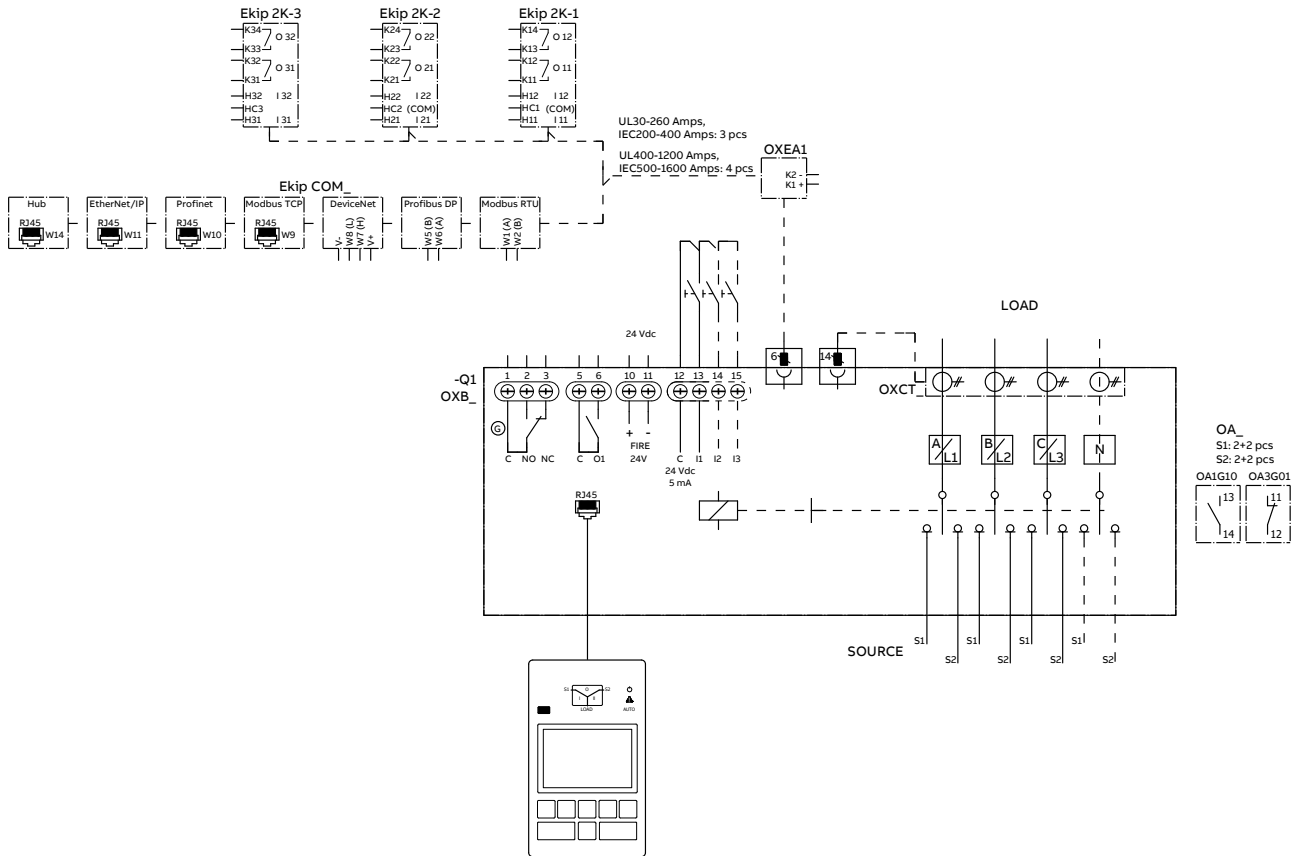 Ekip 2K-3 Ekip 2K-2 Ekip 2K-1
K34 O 32 K24 O 22 K14 O 12
K33 K23 K13
K32 O 31 K22 O 21 K12 O 11
K31 K21 K11
H32 I 32 H22 I 22 H12 I 12
HC3 HC2 (COM) HC1 (COM)
H31 I 31 H21 I 21 H11 I 11
UL30-260 Amps,
IEC200-400 Amps: 3 pcs
UL400-1200 Amps,
IEC500-1600 Amps: 4 pcs
OXEA1
K2 -
K1 +
Ekip COM_
Hub EtherNet/IP Profinet Modbus TCP DeviceNet Profibus DP Modbus RTU
RJ45 RJ45 RJ45 RJ45
W14 W11 W10 W9
V- W8 (L) W7 (H) V+ W5 (B) W6 (A) W1 (A) W2 (B)
LOAD
24 Vdc
6 14
-Q1
OXB_
1 2 3 5 6 10 11 12 13 14 15
OXCT
G
+ -
FIRE
24V
C NO NC C O1 C I1 I2 I3
24 Vdc
5 mA
A L1 B L2 C L3 N
OA_
S1: 2+2 pcs
S2: 2+2 pcs
OA1G10 OA3G01
13 11
14 12
RJ45
SOURCE
S1 S1 S1 S1
S2 S2 S2 S2
S1 O S2
I II
LOAD AUTO